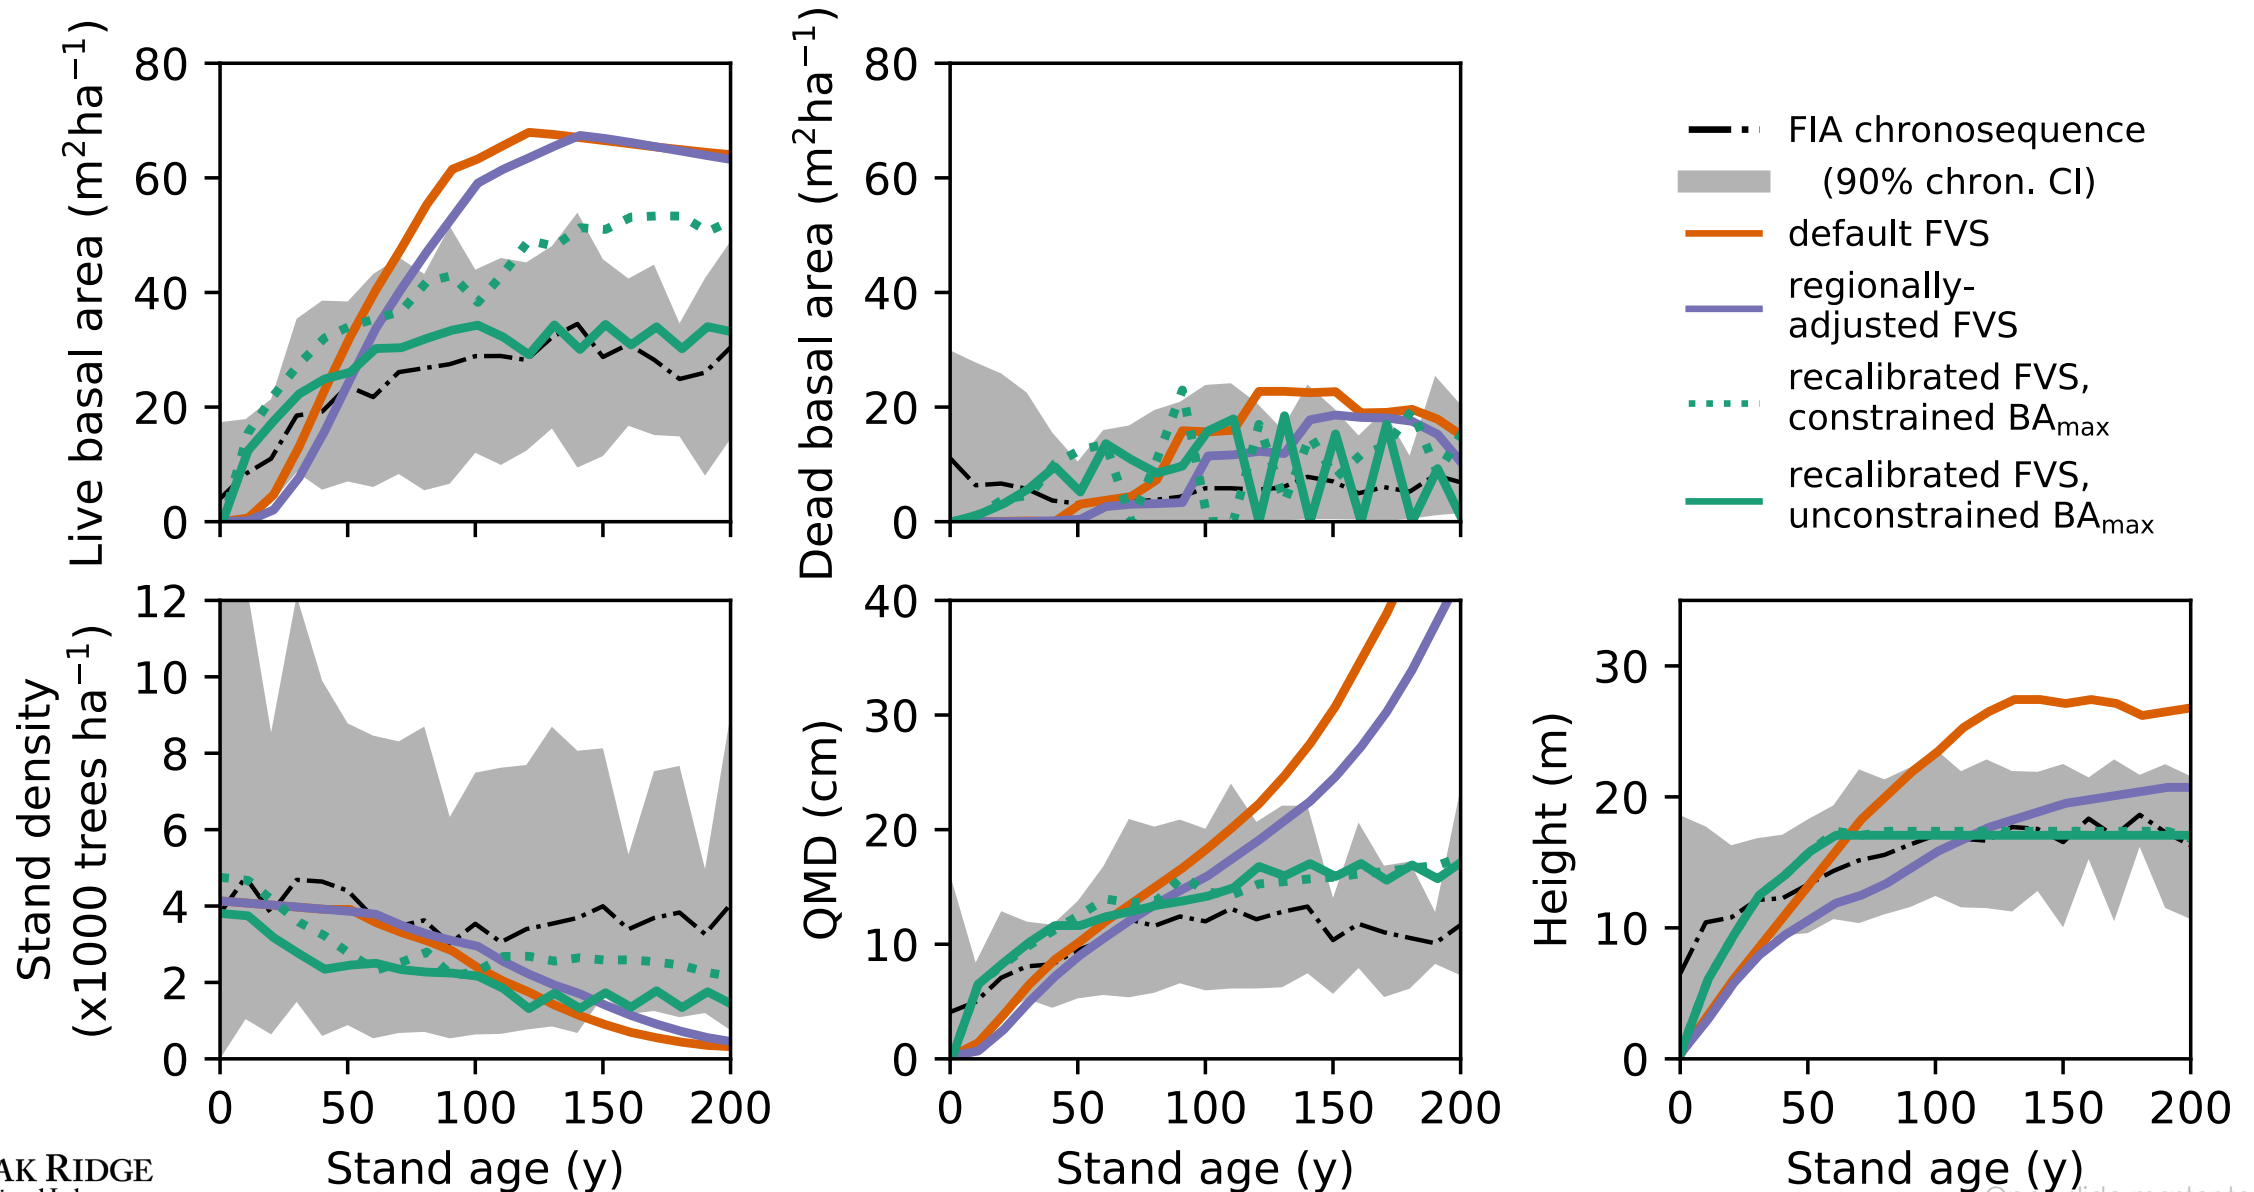 Live basal area (m²ha⁻¹)
80
60
40
20
0
Dead basal area (m²ha⁻¹)
80
60
40
20
0
FIA chronosequence
(90% chron. CI)
default FVS
regionally-
adjusted FVS
recalibrated FVS,
constrained BAmax
recalibrated FVS,
unconstrained BAmax
Stand density
(x1000 trees ha⁻¹)
12
10
8
6
4
2
0
0 50 100 150 200
Stand age (y)
QMD (cm)
40
30
20
10
0
0 50 100 150 200
Stand age (y)
Height (m)
30
20
10
0
0 50 100 150 200
Stand age (y)
AK RIDGE